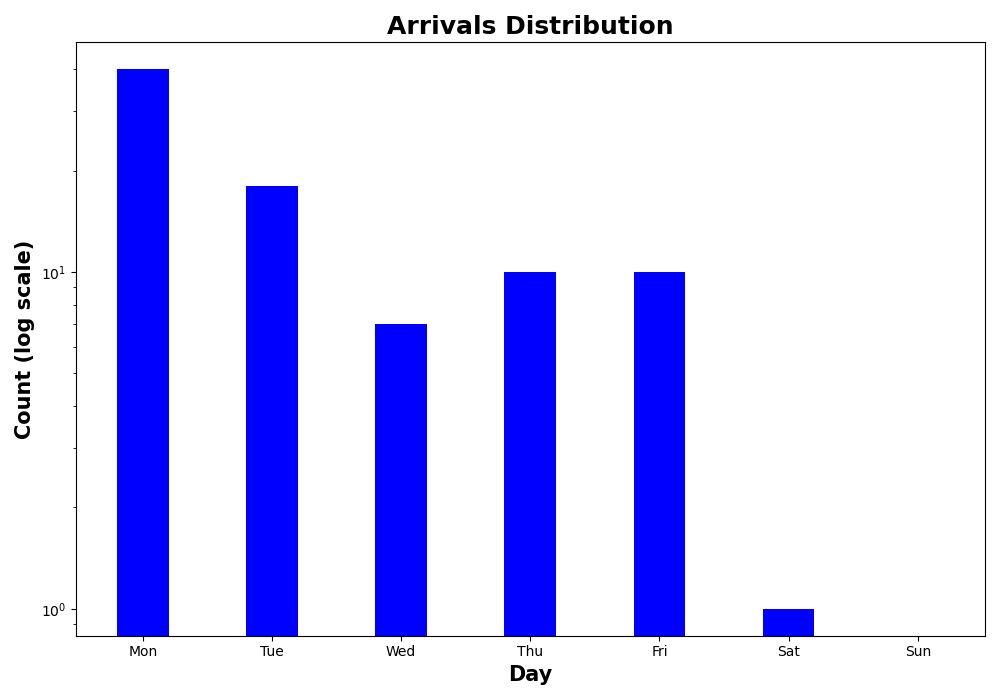 Arrivals Distribution
Count (log scale)
10¹
10⁰
Mon Tue Wed Thu Fri Sat Sun
Day